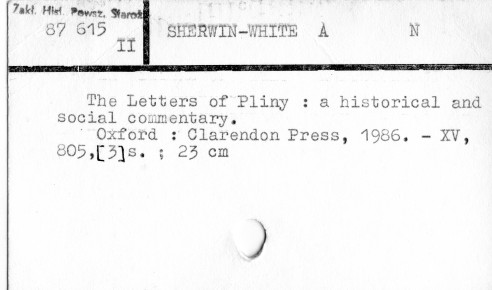 Zakł. Hist. Powsz. Staroż
87 615
II
SHERWIN-WHITE A N
The Letters of Pliny : a historical and
social commentary.
Oxford : Clarendon Press, 1986. - XV,
805,[3]s. ; 23 cm